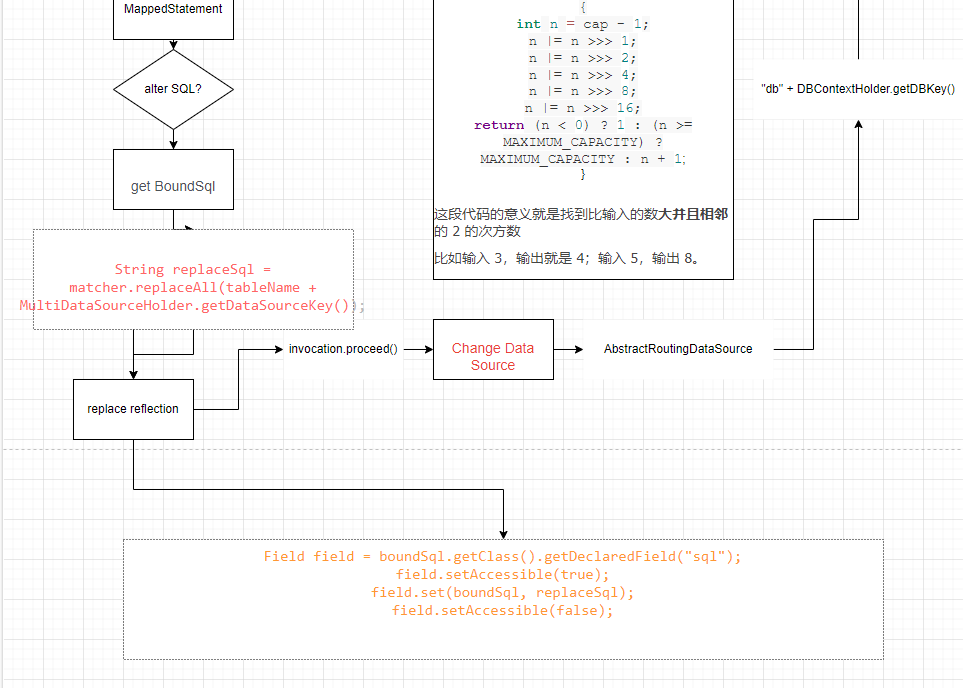 MappedStatement
alter SQL?
get BoundSql
String replaceSql =
matcher.replaceAll(tableName +
MultiDataSourceHolder.getDataSourceKey());
replace reflection
invocation.proceed()
{
int n = cap - 1;
n |= n >>> 1;
n |= n >>> 2;
n |= n >>> 4;
n |= n >>> 8;
n |= n >>> 16;
return (n < 0) ? 1 : (n >=
MAXIMUM_CAPACITY) ?
MAXIMUM_CAPACITY : n + 1;
}
这段代码的意义就是找到比输入的数大并且相邻
的 2 的次方数
比如输入 3，输出就是 4；输入 5，输出 8。
Change Data
Source
AbstractRoutingDataSource
"db" + DBContextHolder.getDBKey()
Field field = boundSql.getClass().getDeclaredField("sql");
field.setAccessible(true);
field.set(boundSql, replaceSql);
field.setAccessible(false);